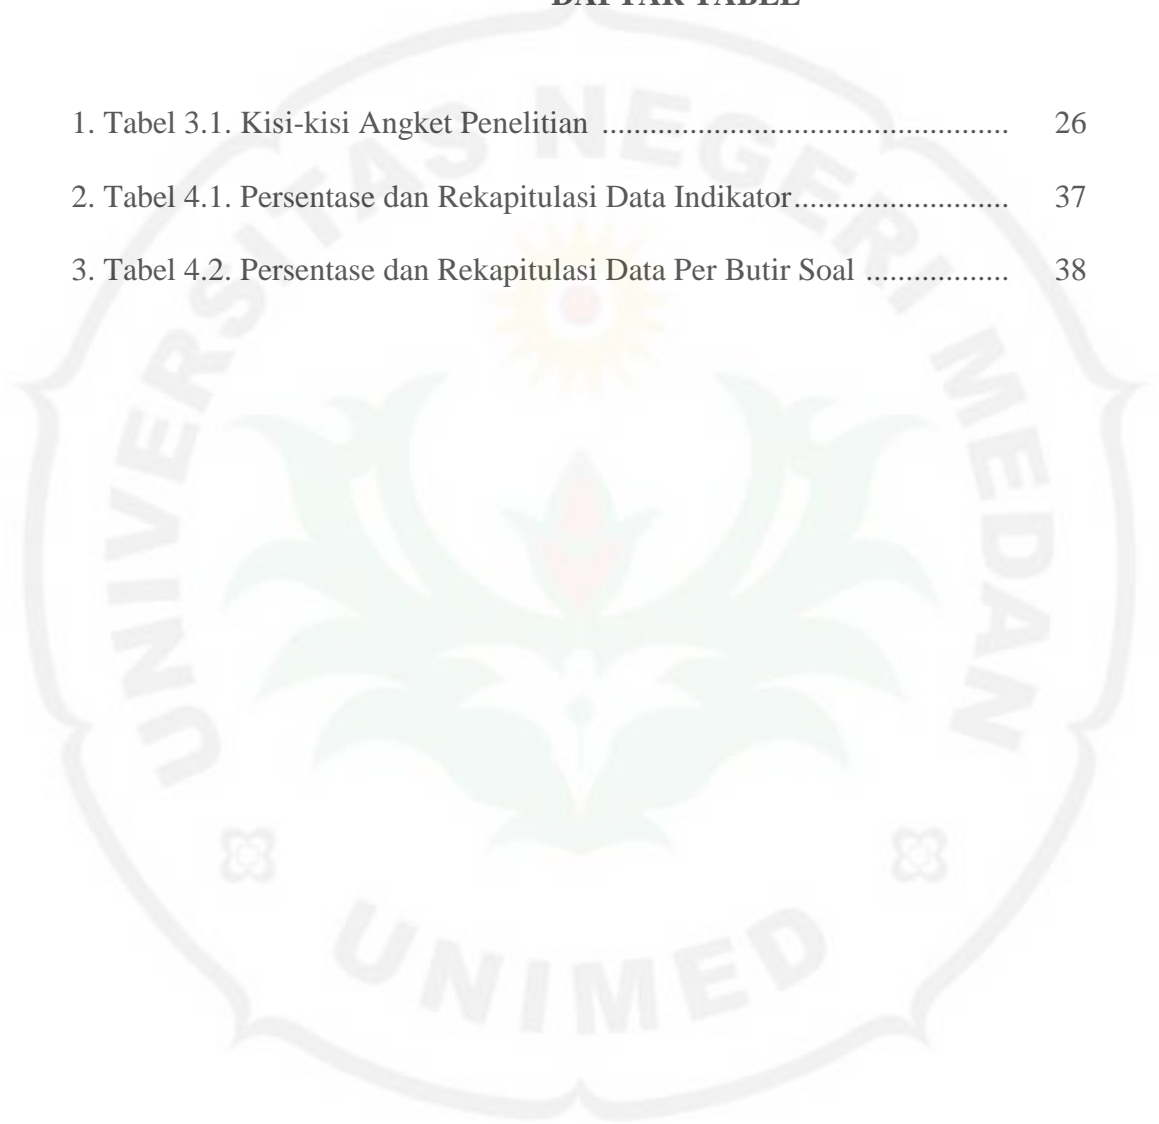 DAFTAR TABEL
1. Tabel 3.1. Kisi-kisi Angket Penelitian .................................................. 26
2. Tabel 4.1. Persentase dan Rekapitulasi Data Indikator.......................... 37
3. Tabel 4.2. Persentase dan Rekapitulasi Data Per Butir Soal .................. 38
UNIVERSITAS NEGERI MEDAN
UNIMED